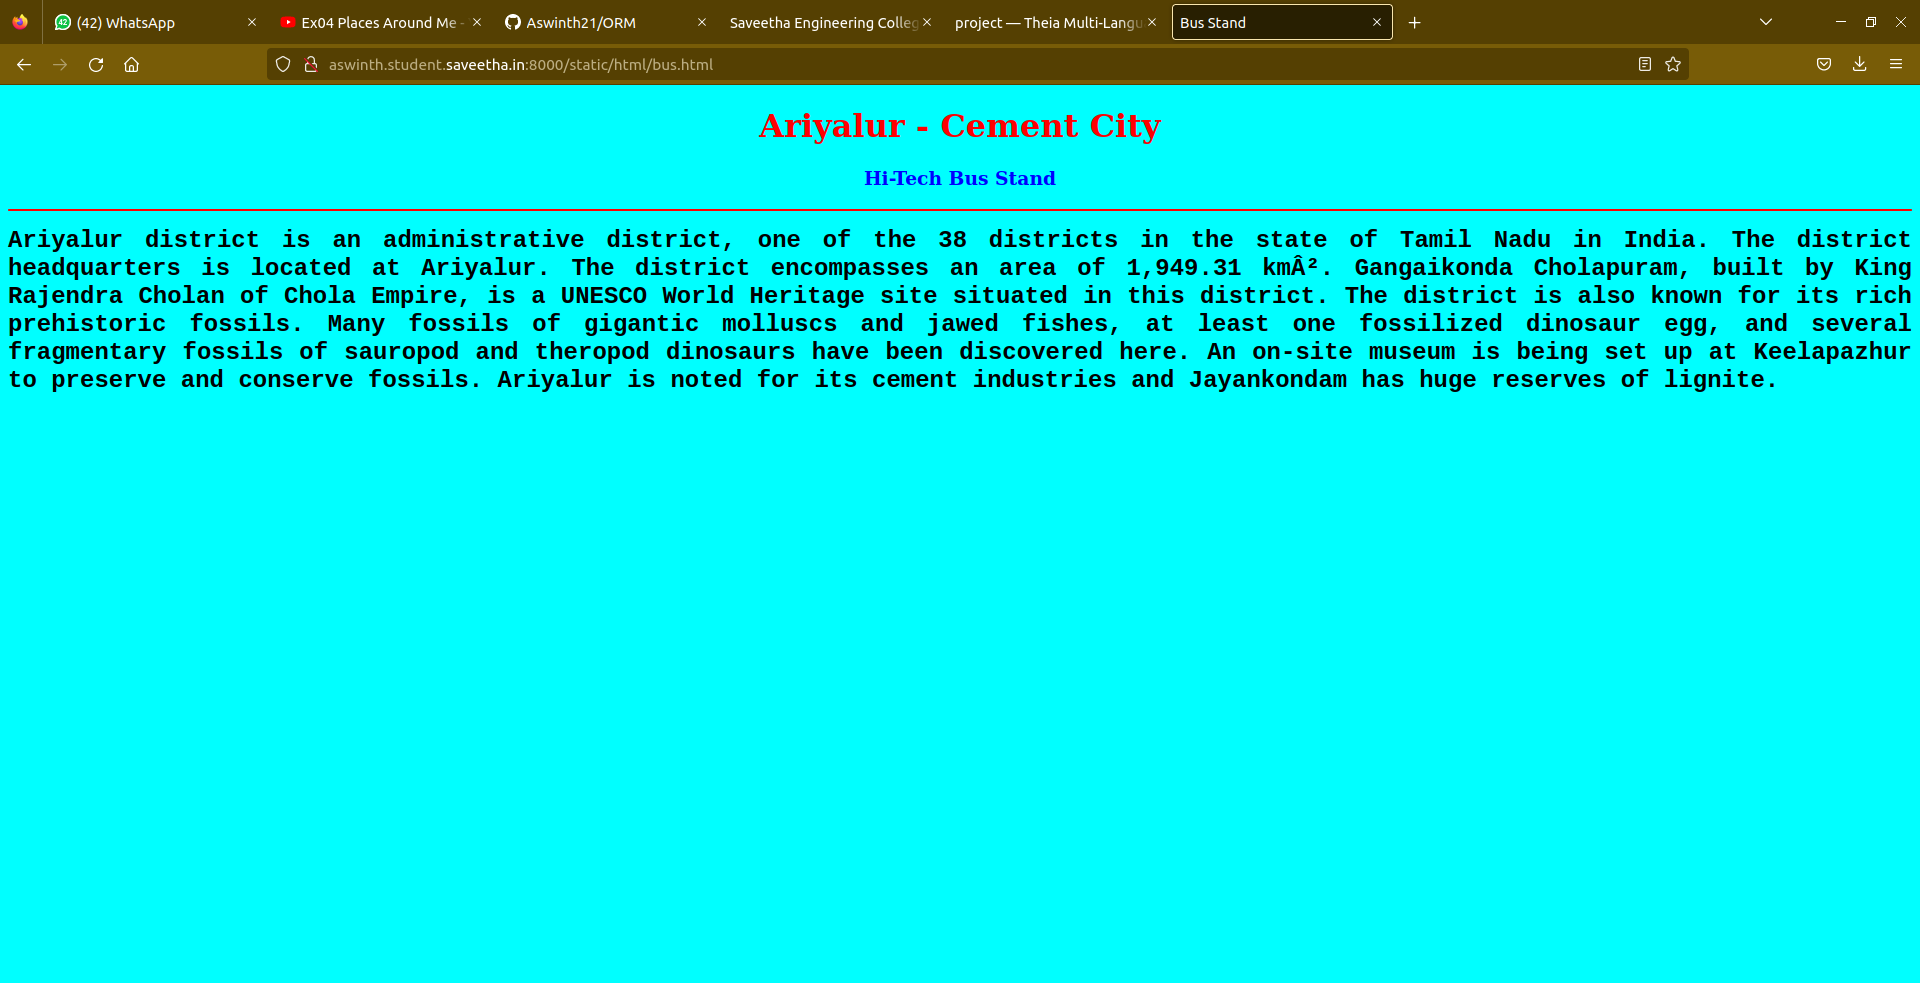 (42) WhatsApp
Ex04 Places Around Me -
Aswinth21/ORM
Saveetha Engineering Colleg
project — Theia Multi-Langu
Bus Stand
aswinth.student.saveetha.in:8000/static/html/bus.html
Ariyalur - Cement City
Hi-Tech Bus Stand
Ariyalur district is an administrative district, one of the 38 districts in the state of Tamil Nadu in India. The district
headquarters is located at Ariyalur. The district encompasses an area of 1,949.31 kmÂ². Gangaikonda Cholapuram, built by King
Rajendra Cholan of Chola Empire, is a UNESCO World Heritage site situated in this district. The district is also known for its rich
prehistoric fossils. Many fossils of gigantic molluscs and jawed fishes, at least one fossilized dinosaur egg, and several
fragmentary fossils of sauropod and theropod dinosaurs have been discovered here. An on-site museum is being set up at Keelapazhur
to preserve and conserve fossils. Ariyalur is noted for its cement industries and Jayankondam has huge reserves of lignite.